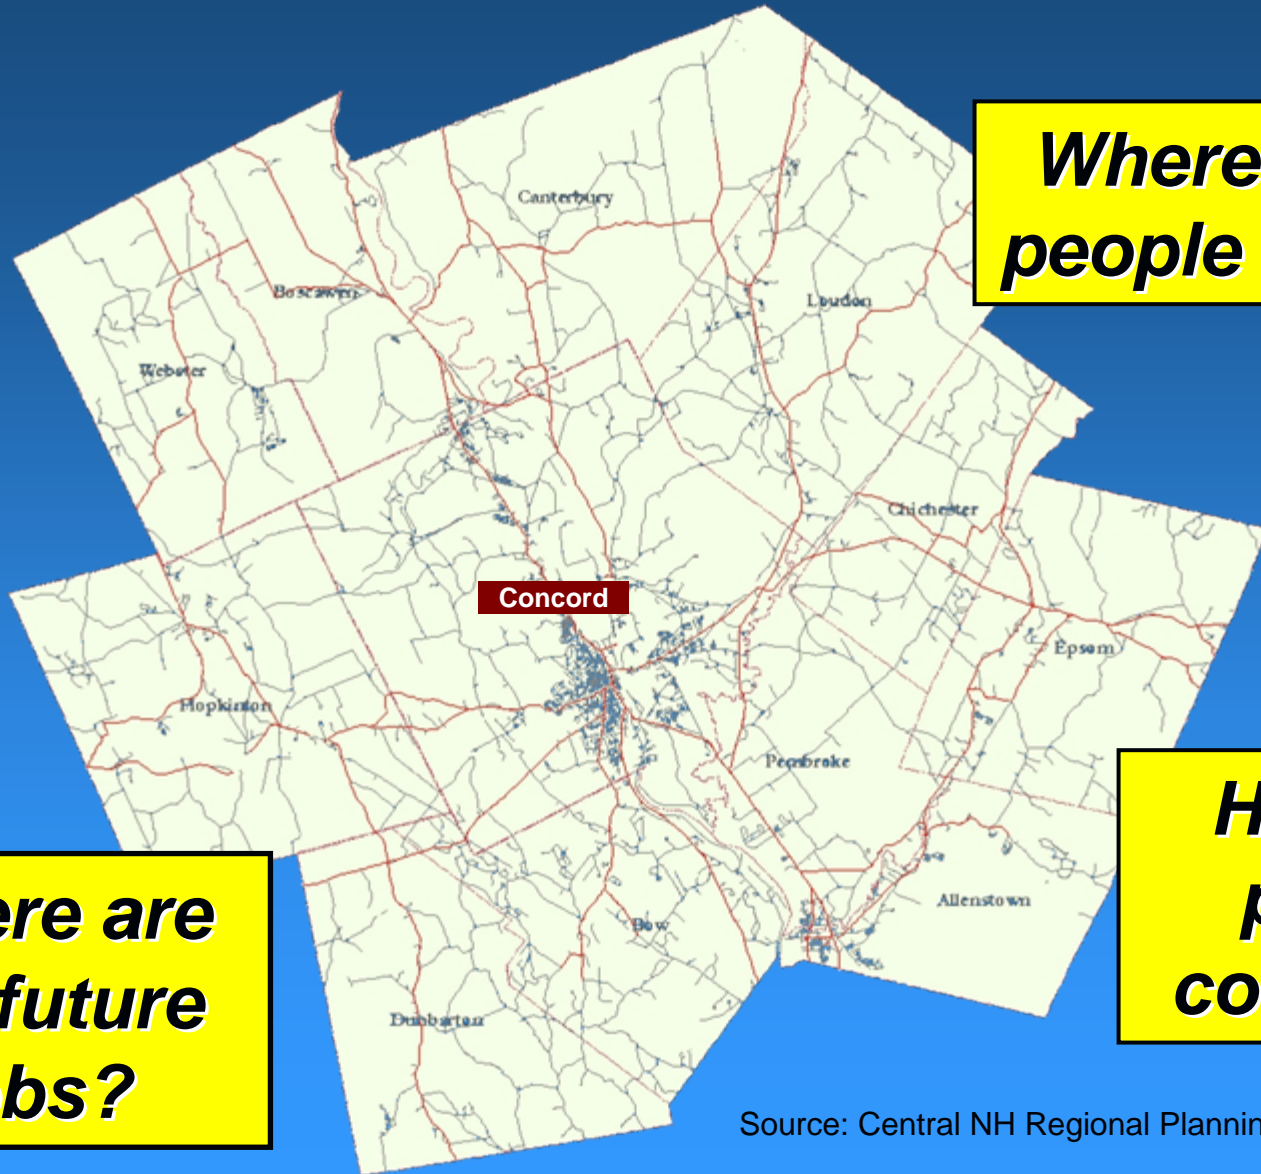 Where
people
Canterbury
Boscawen
Loudon
Webster
Chichester
Concord
Epsom
Hopkinton
Pembroke
H
p
co
Allenstown
ere are
future
bs?
Bow
Dunbarton
Source: Central NH Regional Plannin